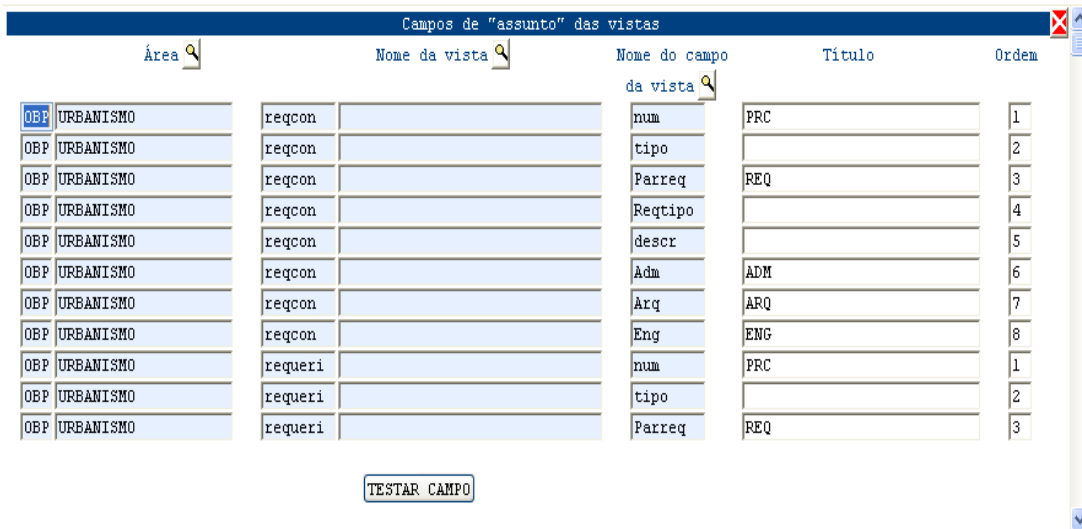 Campos de "assunto" das vistas
Área Nome da vista Nome do campo Título Ordem
da vista
OBP URBANISMO reqcon num PRC 1
OBP URBANISMO reqcon tipo 2
OBP URBANISMO reqcon Parreq REQ 3
OBP URBANISMO reqcon Reqtipo 4
OBP URBANISMO reqcon descr 5
OBP URBANISMO reqcon Adm ADM 6
OBP URBANISMO reqcon Arq ARQ 7
OBP URBANISMO reqcon Eng ENG 8
OBP URBANISMO requeri num PRC 1
OBP URBANISMO requeri tipo 2
OBP URBANISMO requeri Parreq REQ 3
TESTAR CAMPO